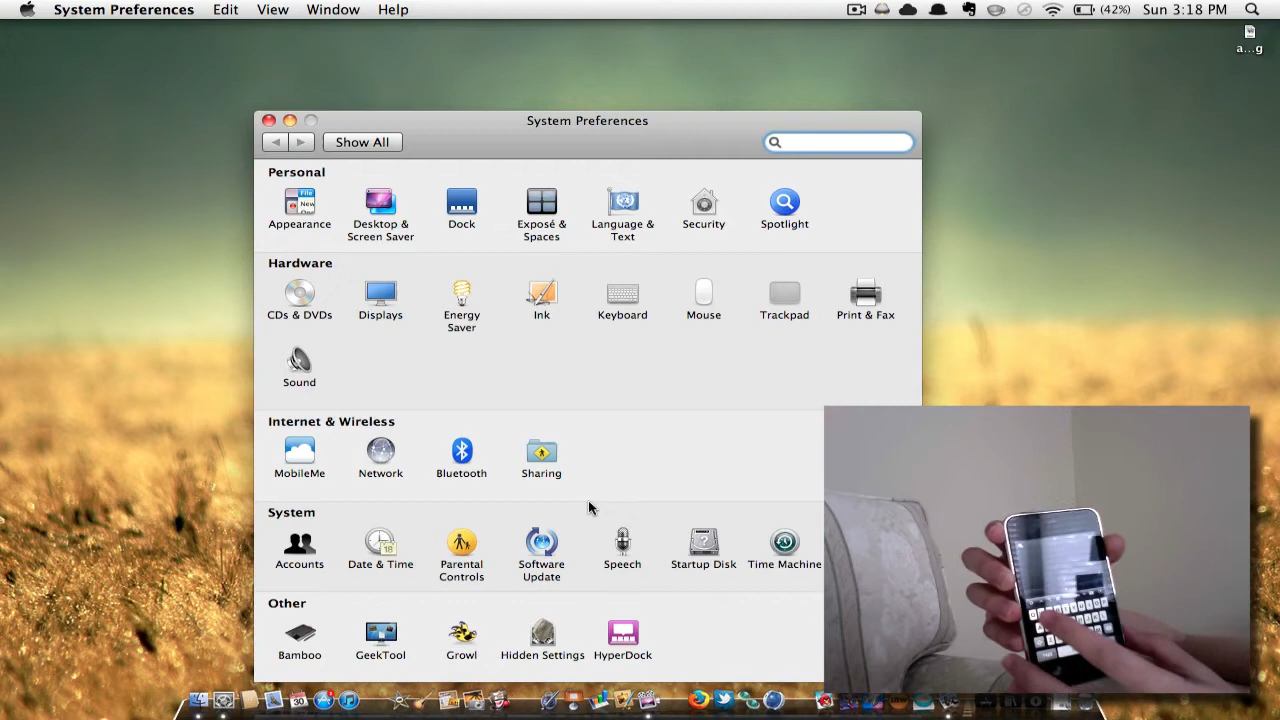 System Preferences Edit View Window Help (42%) Sun 3:18 PM
a...g
System Preferences
Show All
Personal
Appearance
Desktop &
Screen Saver
Dock
Exposé &
Spaces
Language &
Text
Security
Spotlight
Hardware
CDs & DVDs
Displays
Energy
Saver
Ink
Keyboard
Mouse
Trackpad
Print & Fax
Sound
Internet & Wireless
MobileMe
Network
Bluetooth
Sharing
System
Accounts
Date & Time
Parental
Controls
Software
Update
Speech
Startup Disk
Time Machine
Other
Bamboo
GeekTool
Growl
Hidden Settings
HyperDock